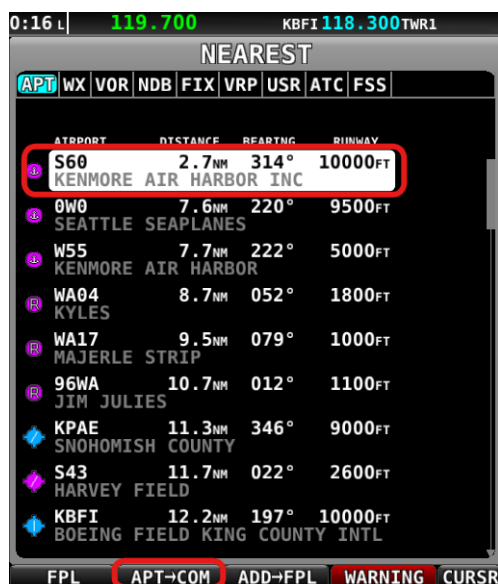 0:16 L 119.700 KBFI 118.300 TWR1
NEAREST
APT WX VOR NDB FIX VRP USR ATC FSS
AIRPORT DISTANCE BEARING RUNWAY
S60 2.7NM 314° 10000FT
KENMORE AIR HARBOR INC
0W0 7.6NM 220° 9500FT
SEATTLE SEAPLANES
W55 7.7NM 222° 5000FT
KENMORE AIR HARBOR
R WA04 8.7NM 052° 1800FT
KYLES
R WA17 9.5NM 079° 1000FT
MAJERLE STRIP
R 96WA 10.7NM 012° 1100FT
JIM JULIES
KPAE 11.3NM 346° 9000FT
SNOHOMISH COUNTY
S43 11.7NM 022° 2600FT
HARVEY FIELD
KBFI 12.2NM 197° 10000FT
BOEING FIELD KING COUNTY INTL
FPL APT→COM ADD→FPL WARNING CURSR